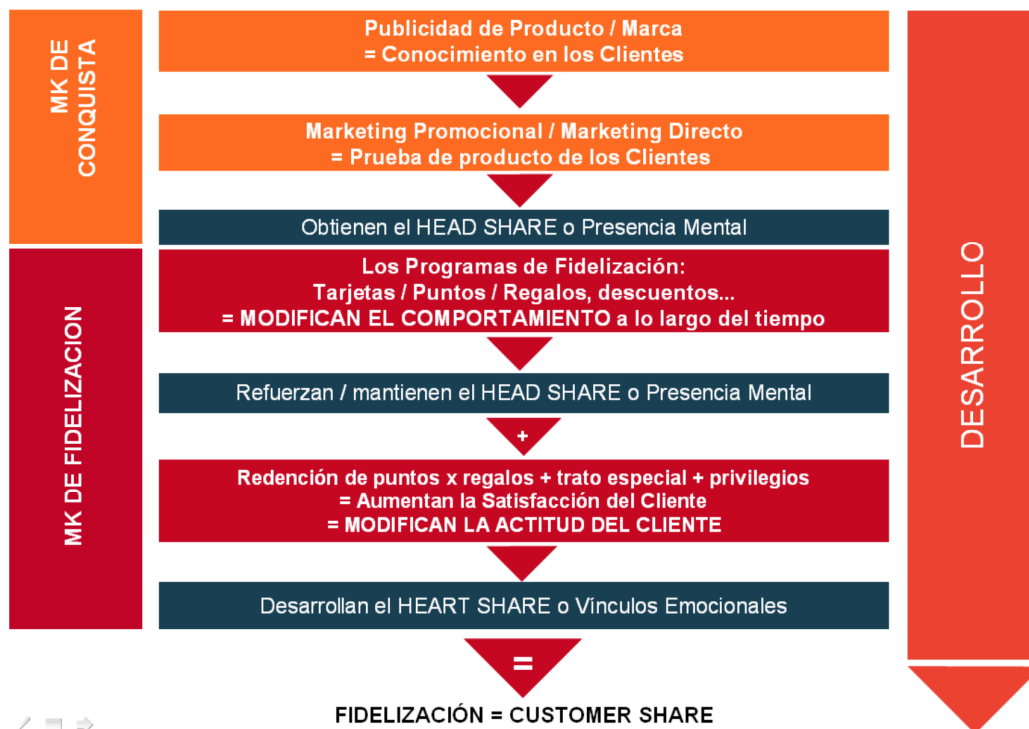 MK DE
CONQUISTA
Publicidad de Producto / Marca
= Conocimiento en los Clientes
Marketing Promocional / Marketing Directo
= Prueba de producto de los Clientes
Obtienen el HEAD SHARE o Presencia Mental
MK DE FIDELIZACION
Los Programas de Fidelización:
Tarjetas / Puntos / Regalos, descuentos...
= MODIFICAN EL COMPORTAMIENTO a lo largo del tiempo
Refuerzan / mantienen el HEAD SHARE o Presencia Mental
+
Redención de puntos x regalos + trato especial + privilegios
= Aumentan la Satisfacción del Cliente
= MODIFICAN LA ACTITUD DEL CLIENTE
Desarrollan el HEART SHARE o Vínculos Emocionales
=
FIDELIZACIÓN = CUSTOMER SHARE
DESARROLLO